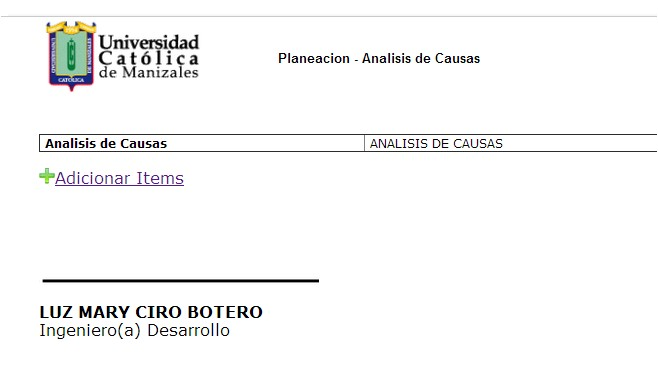 Universidad
Católica
de Manizales
Planeacion - Analisis de Causas
CATOLICA
Analisis de Causas ANALISIS DE CAUSAS
Adicionar Items
LUZ MARY CIRO BOTERO
Ingeniero(a) Desarrollo